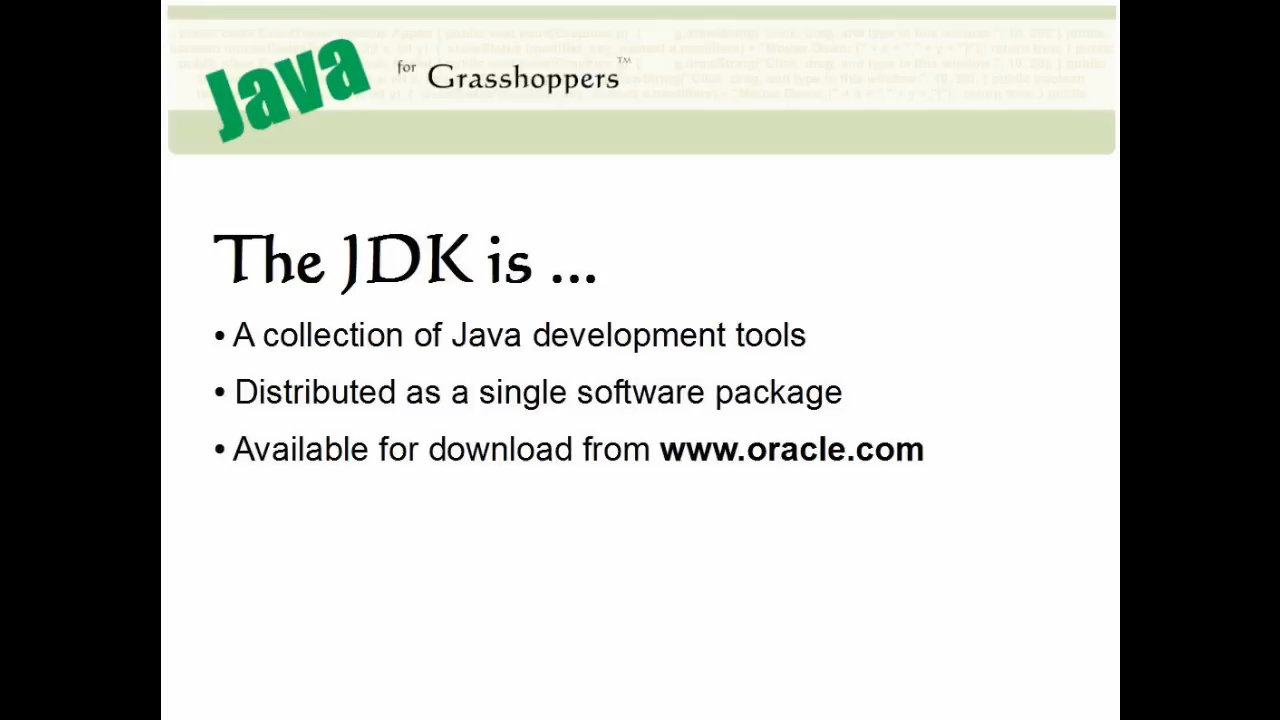 Java for Grasshoppers™
The JDK is ...
• A collection of Java development tools
• Distributed as a single software package
• Available for download from www.oracle.com